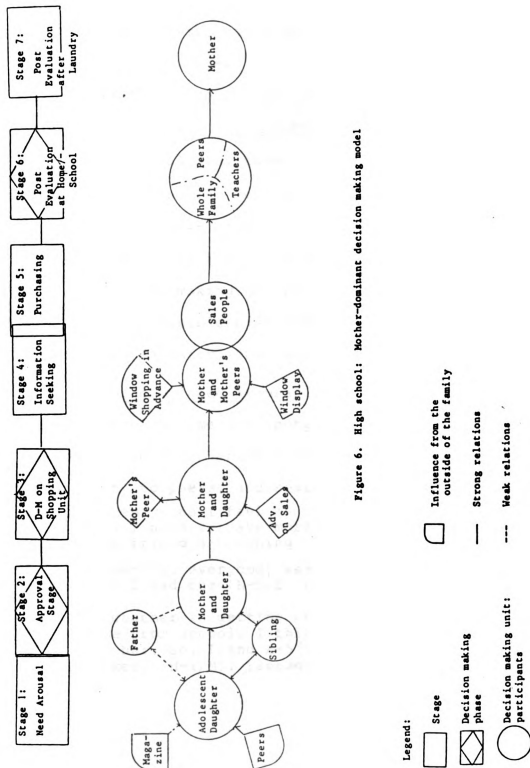 Stage 1:
Need Arousal
Stage 2:
Approval
Stage
Stage 3:
D-M on
Shopping
Unit
Stage 4:
Information
Seeking
Stage 5:
Purchasing
Stage 6:
Post
Evaluation
at Home/-
School
Stage 7:
Post
Evaluation
after
Laundry
Maga-
zine
Peers
Adolescent
Daughter
Father
Sibling
Mother
and
Daughter
Mother's
Peer
Mother
and
Daughter
Adv.
on Sales
Window
Shopping in
Advance
Mother
and
Mother's
Peers
Window
Display
Sales
People
Whole
Family
Peers
Teachers
Mother
Figure 6. High school: Mother-dominant decision making model
Legend:
Stage
Decision making
phase
Decision making unit:
participants
Influence from the
outside of the family
Strong relations
Weak relations